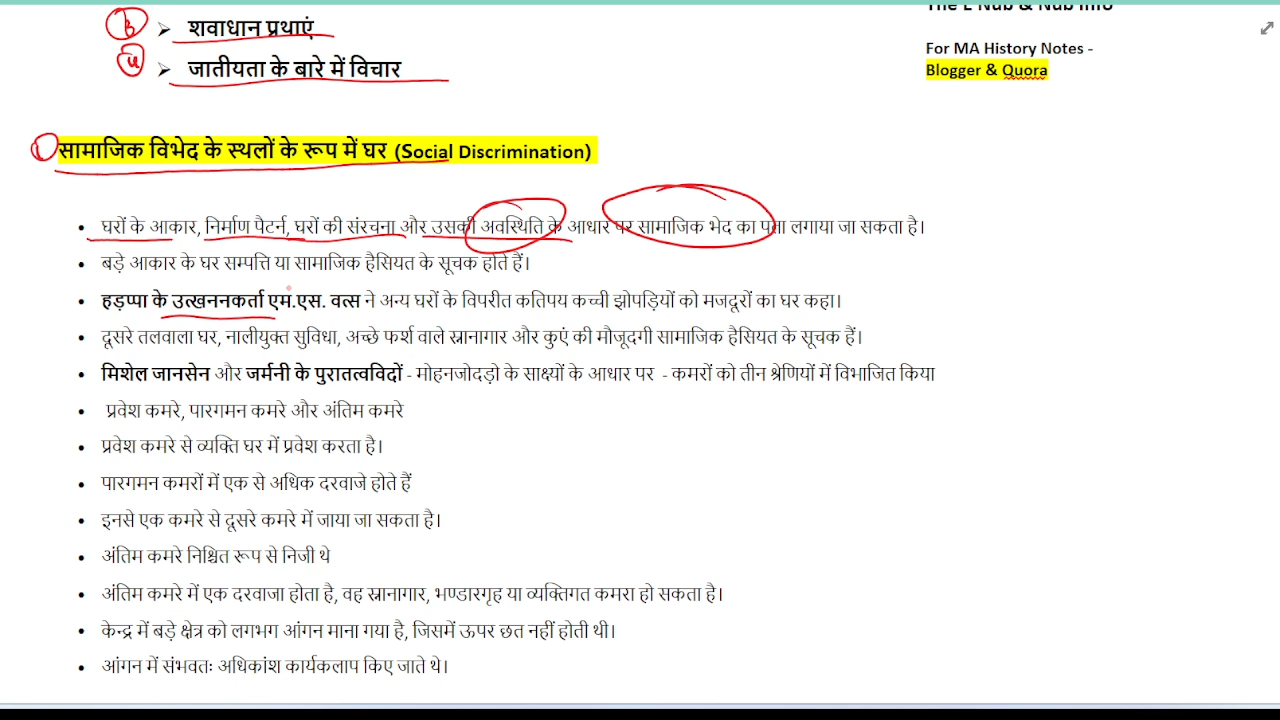 शवाधान प्रथाएं
जातीयता के बारे में विचार
The E Nub & Nub Info
For MA History Notes -
Blogger & Quora
सामाजिक विभेद के स्थलों के रूप में घर (Social Discrimination)
घरों के आकार, निर्माण पैटर्न, घरों की संरचना और उसकी अवस्थिति के आधार पर सामाजिक भेद का पता लगाया जा सकता है।
बड़े आकार के घर सम्पत्ति या सामाजिक हैसियत के सूचक होते हैं।
हड़प्पा के उत्खननकर्ता एम.एस. वत्स ने अन्य घरों के विपरीत कतिपय कच्ची झोपड़ियों को मजदूरों का घर कहा।
दूसरे तलवाला घर, नालीयुक्त सुविधा, अच्छे फर्श वाले स्नानागार और कुएं की मौजूदगी सामाजिक हैसियत के सूचक हैं।
मिशेल जानसेन और जर्मनी के पुरातत्वविदों - मोहनजोदड़ो के साक्ष्यों के आधार पर - कमरों को तीन श्रेणियों में विभाजित किया
प्रवेश कमरे, पारगमन कमरे और अंतिम कमरे
प्रवेश कमरे से व्यक्ति घर में प्रवेश करता है।
पारगमन कमरों में एक से अधिक दरवाजे होते हैं
इनसे एक कमरे से दूसरे कमरे में जाया जा सकता है।
अंतिम कमरे निश्चित रूप से निजी थे
अंतिम कमरे में एक दरवाजा होता है, वह स्नानागार, भण्डारगृह या व्यक्तिगत कमरा हो सकता है।
केन्द्र में बड़े क्षेत्र को लगभग आंगन माना गया है, जिसमें ऊपर छत नहीं होती थी।
आंगन में संभवतः अधिकांश कार्यकलाप किए जाते थे।